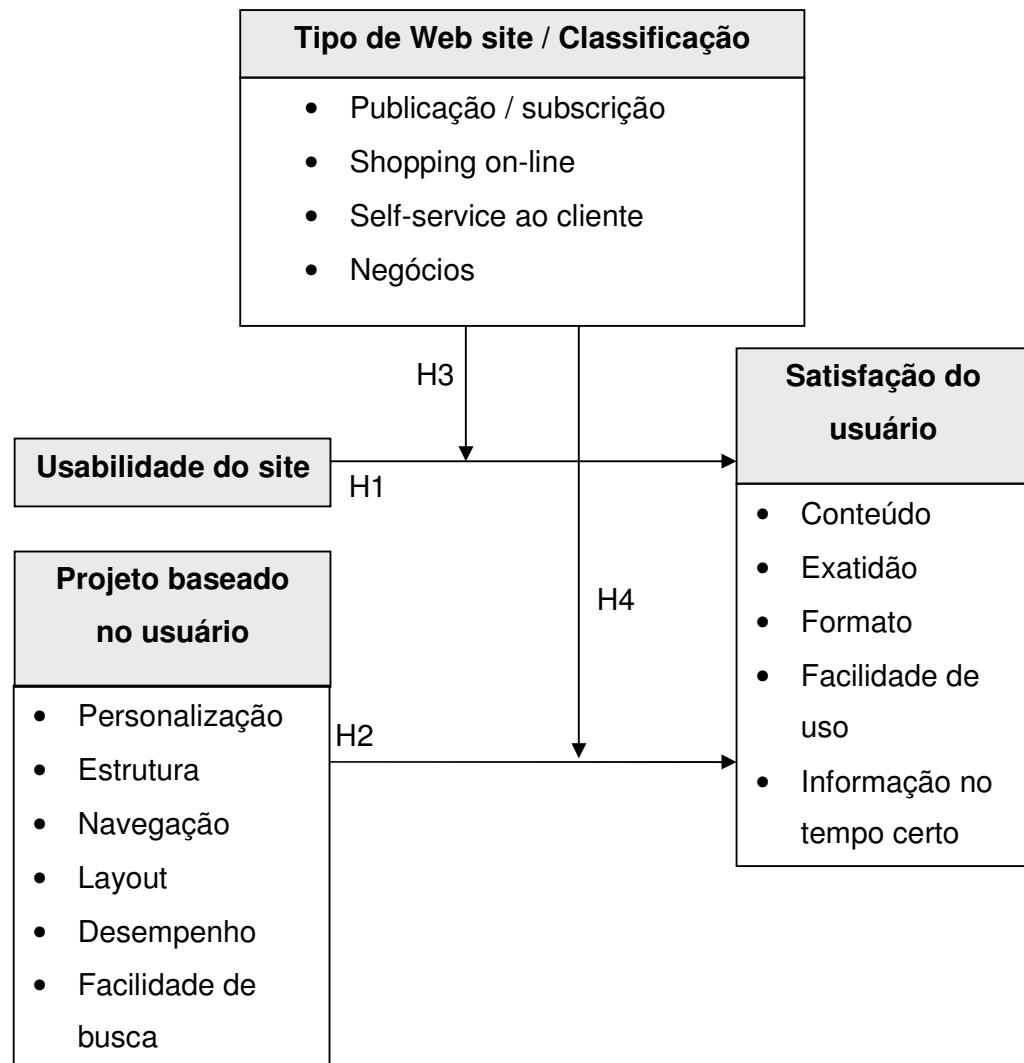 Tipo de Web site / Classificação
• Publicação / subscrição
• Shopping on-line
• Self-service ao cliente
• Negócios
H3
Satisfação do
usuário
Usabilidade do site
H1
• Conteúdo
• Exatidão
• Formato
• Facilidade de
uso
• Informação no
tempo certo
H4
Projeto baseado
no usuário
• Personalização
• Estrutura
• Navegação
• Layout
• Desempenho
• Facilidade de
busca
H2